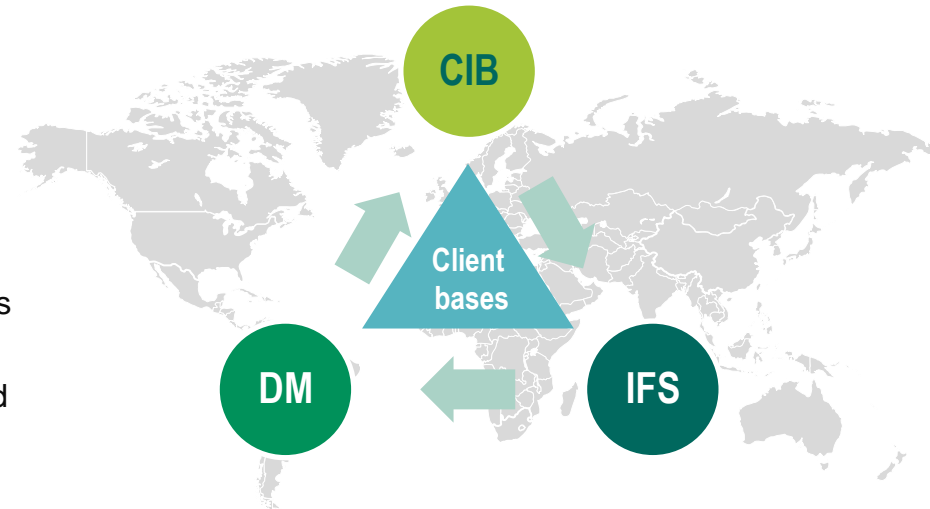 CIB
Client
bases
s
DM
IFS
d